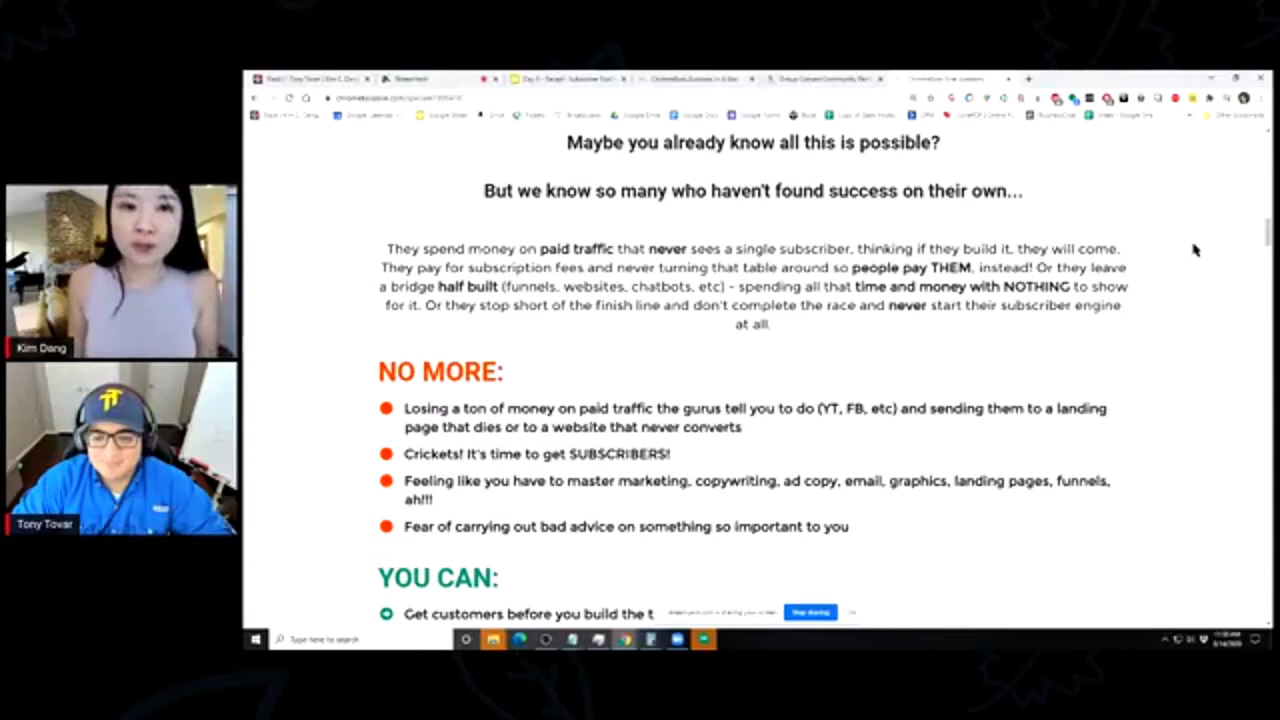 Maybe you already know all this is possible?
But we know so many who haven't found success on their own...
They spend money on paid traffic that never sees a single subscriber, thinking if they build it, they will come.
They pay for subscription fees and never turning that table around so people pay THEM, instead! Or they leave
a bridge half built (funnels, websites, chatbots, etc) - spending all that time and money with NOTHING to show
for it. Or they stop short of the finish line and don't complete the race and never start their subscriber engine
at all.
NO MORE:
Losing a ton of money on paid traffic the gurus tell you to do (YT, FB, etc) and sending them to a landing
page that dies or to a website that never converts
Crickets! It's time to get SUBSCRIBERS!
Feeling like you have to master marketing, copywriting, ad copy, email, graphics, landing pages, funnels,
ah!!!
Fear of carrying out bad advice on something so important to you
YOU CAN:
Get customers before you build the t
Stop sharing
Type here to search
Kim Dang
TT
Tony Tovar